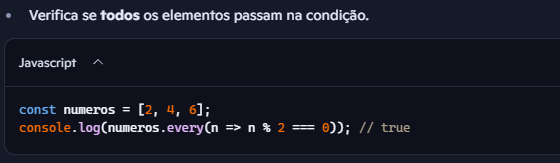 Verifica se todos os elementos passam na condição.
Javascript
const numeros = [2, 4, 6];
console.log(numeros.every(n => n % 2 === 0)); // true